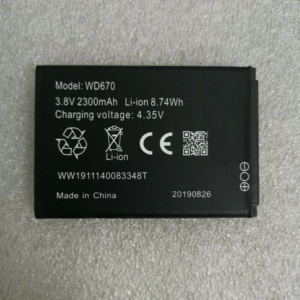 Model: WD670
3.8V 2300mAh Li-ion 8.74Wh
Charging voltage: 4.35V
Li-ion
WW1911140083348T
Made in China 20190826